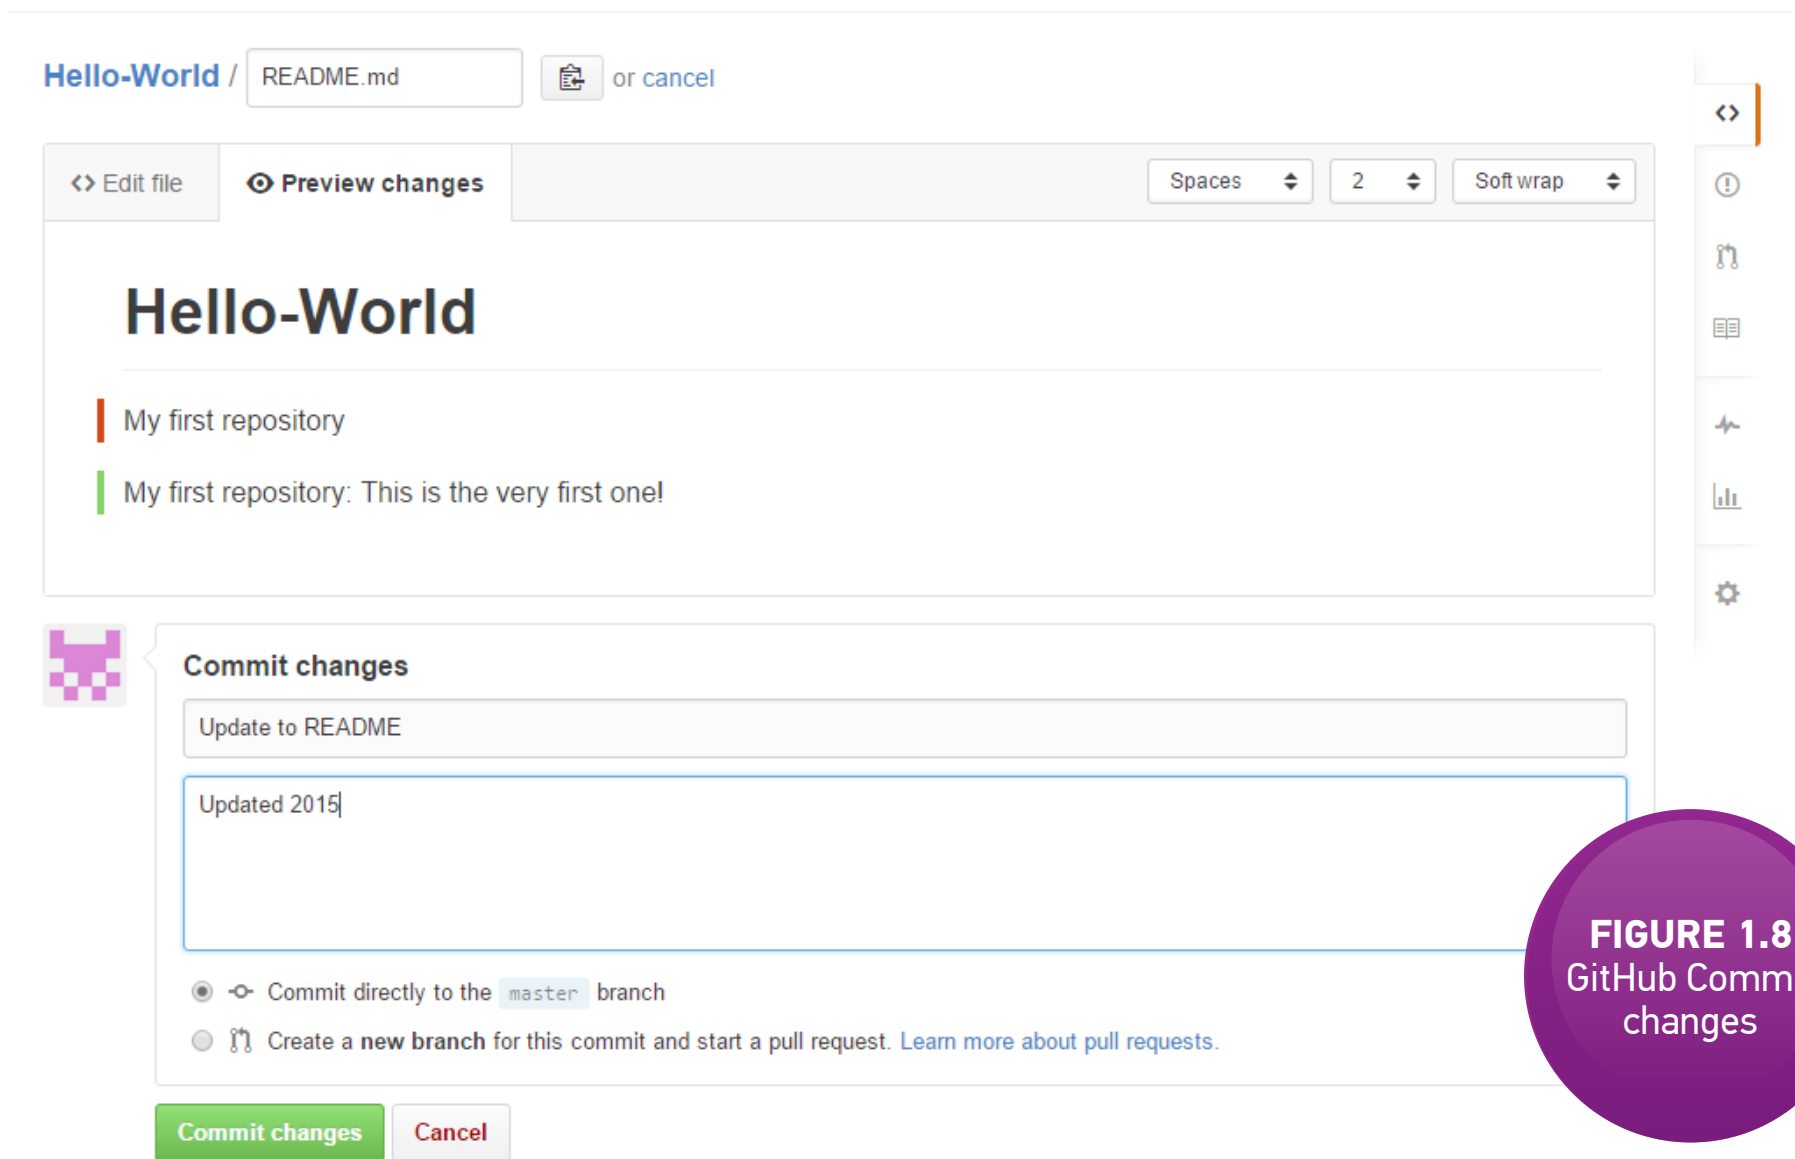 Hello-World / README.md or cancel
<> Edit file Preview changes Spaces 2 Soft wrap
Hello-World
My first repository
My first repository: This is the very first one!
Commit changes
Update to README
Updated 2015
Commit directly to the master branch
Create a new branch for this commit and start a pull request. Learn more about pull requests.
Commit changes Cancel
FIGURE 1.8
GitHub Comm
changes